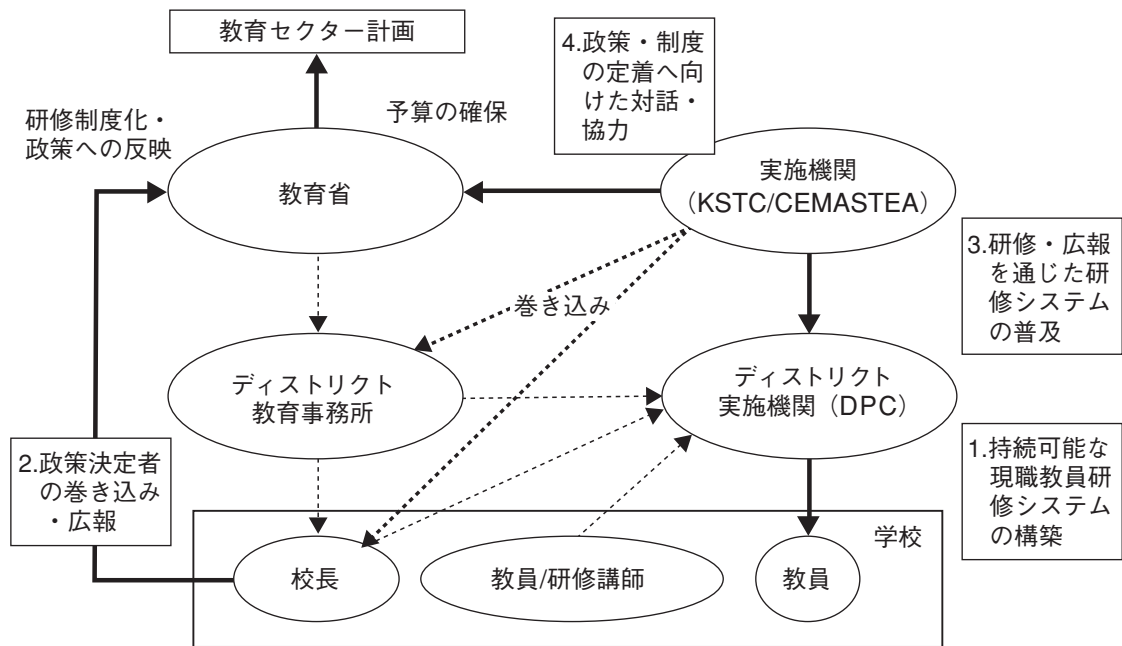 教育セクター計画
4.政策・制度
の定着へ向
けた対話・
協力
予算の確保
研修制度化・
政策への反映
教育省
実施機関
（KSTC/CEMASTEA）
3.研修・広報
を通じた研
修システム
の普及
巻き込み
ディストリクト
教育事務所
ディストリクト
実施機関（DPC）
2.政策決定者
の巻き込み
・広報
1.持続可能な
現職教員研
修システム
の構築
学校
校長
教員/研修講師
教員